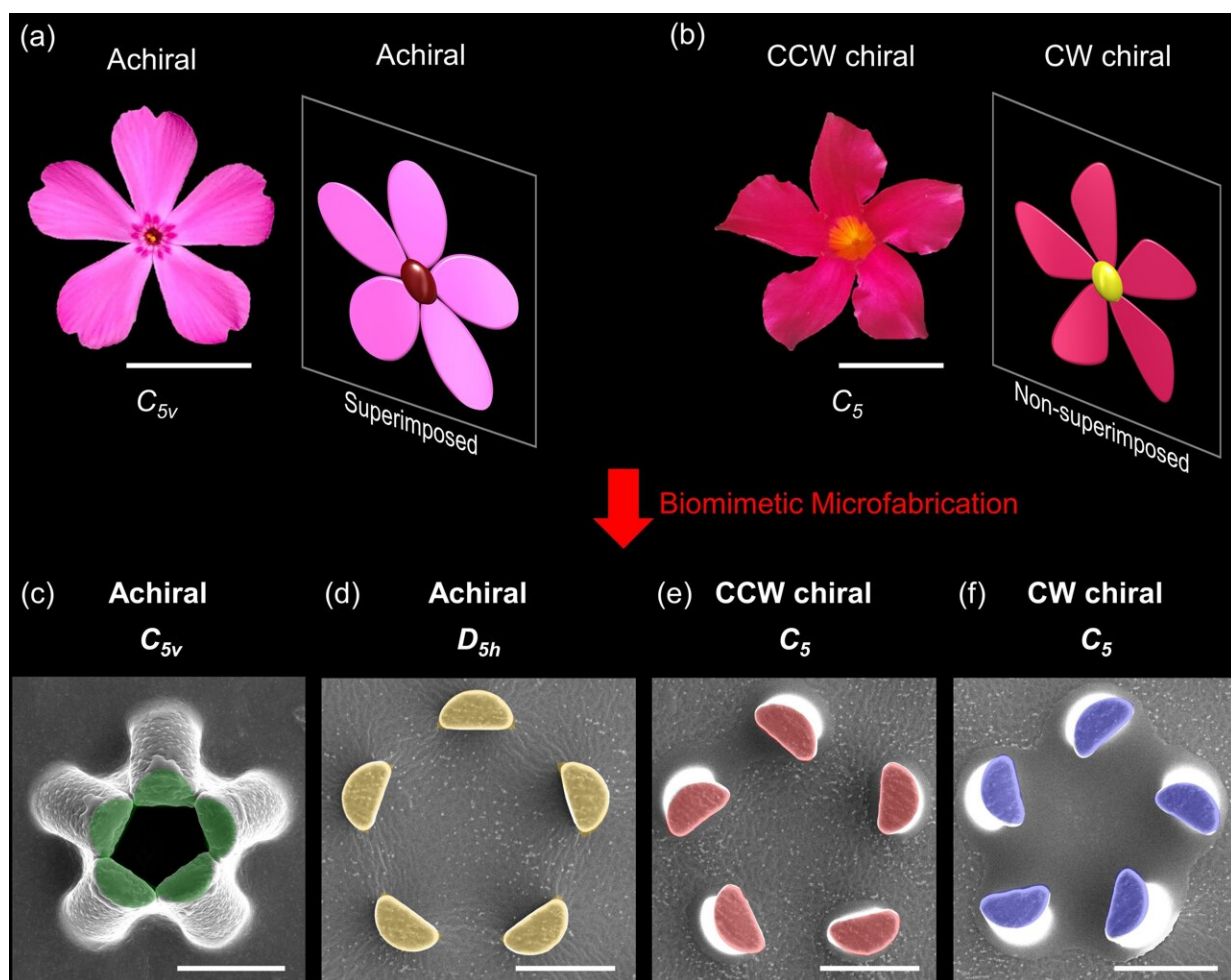 (a)
Achiral
Achiral
C5v
Superimposed
(b)
CCW chiral
CW chiral
C5
Non-superimposed
Biomimetic Microfabrication
(c) Achiral
C5v
(d) Achiral
D5h
(e) CCW chiral
C5
(f) CW chiral
C5